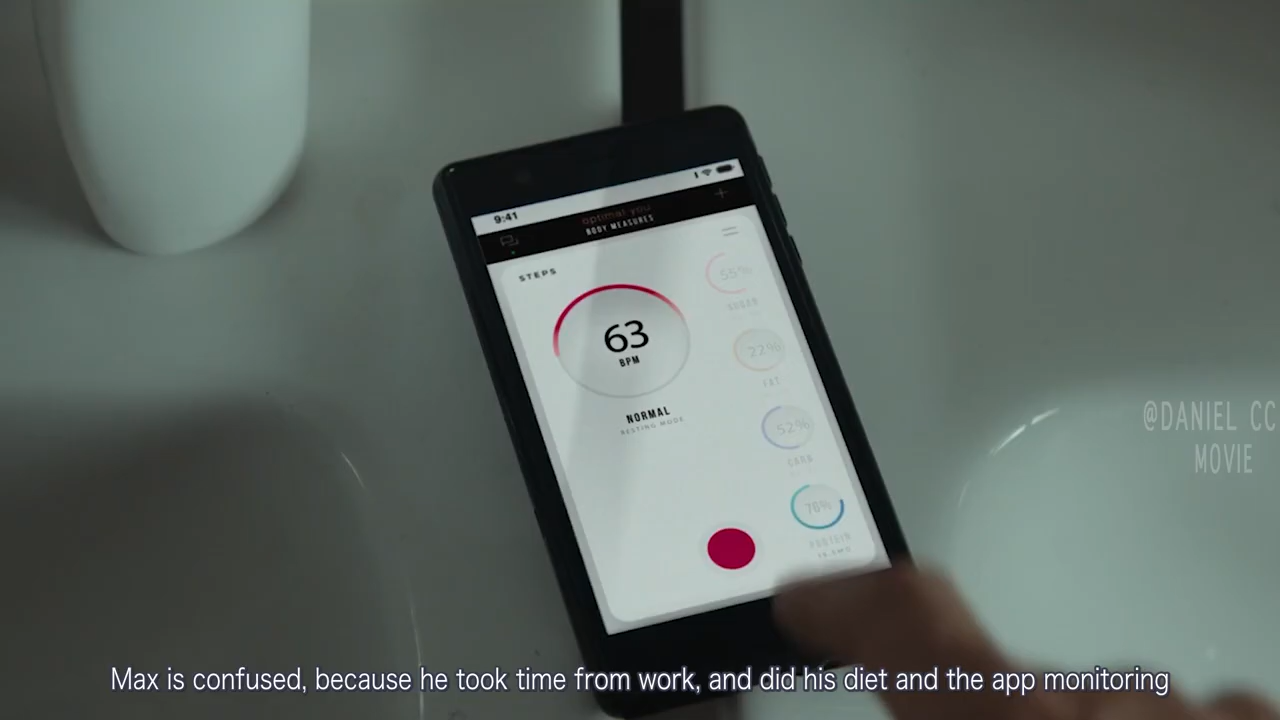 9:41
optimal you
BODY MEASURES
STEPS
63
BPM
NORMAL
RESTING MODE
55%
SUGER
22%
FAT
52%
CARB
76%
PROTEIN
@DANIEL CC
MOVIE
Max is confused, because he took time from work, and did his diet and the app monitoring